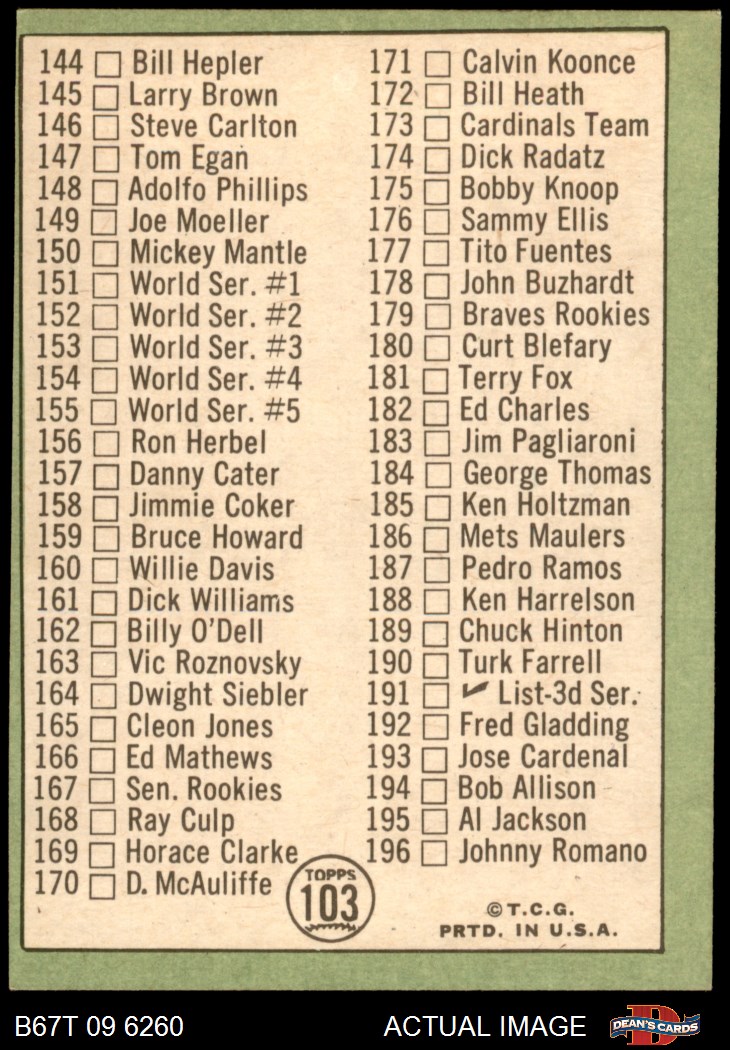 144 Bill Hepler
145 Larry Brown
146 Steve Carlton
147 Tom Egan
148 Adolfo Phillips
149 Joe Moeller
150 Mickey Mantle
151 World Ser. #1
152 World Ser. #2
153 World Ser. #3
154 World Ser. #4
155 World Ser. #5
156 Ron Herbel
157 Danny Cater
158 Jimmie Coker
159 Bruce Howard
160 Willie Davis
161 Dick Williams
162 Billy O'Dell
163 Vic Roznovsky
164 Dwight Siebler
165 Cleon Jones
166 Ed Mathews
167 Sen. Rookies
168 Ray Culp
169 Horace Clarke
170 D. McAuliffe
171 Calvin Koonce
172 Bill Heath
173 Cardinals Team
174 Dick Radatz
175 Bobby Knoop
176 Sammy Ellis
177 Tito Fuentes
178 John Buzhardt
179 Braves Rookies
180 Curt Blefary
181 Terry Fox
182 Ed Charles
183 Jim Pagliaroni
184 George Thomas
185 Ken Holtzman
186 Mets Maulers
187 Pedro Ramos
188 Ken Harrelson
189 Chuck Hinton
190 Turk Farrell
191 ✔ List-3d Ser.
192 Fred Gladding
193 Jose Cardenal
194 Bob Allison
195 Al Jackson
196 Johnny Romano
TOPPS
103
© T.C.G.
PRTD. IN U.S.A.
B67T 09 6260
ACTUAL IMAGE
D
DEAN'S CARDS